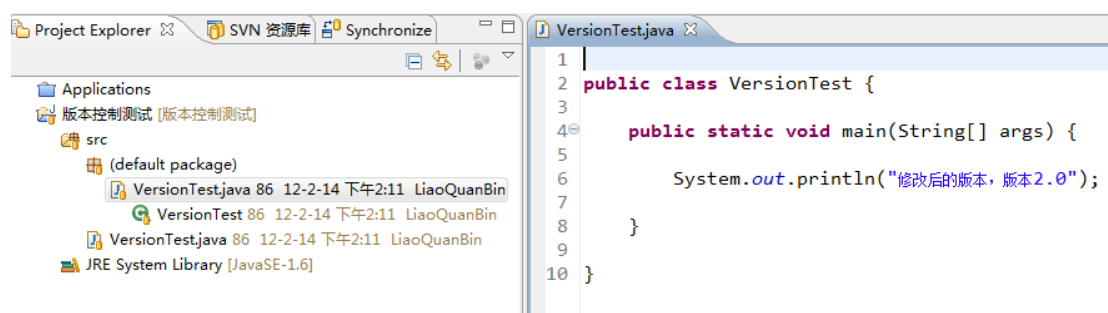 Project Explorer
SVN 资源库
Synchronize
Applications
版本控制测试 [版本控制测试]
src
(default package)
VersionTest.java 86 12-2-14 下午2:11 LiaoQuanBin
VersionTest 86 12-2-14 下午2:11 LiaoQuanBin
VersionTest.java 86 12-2-14 下午2:11 LiaoQuanBin
JRE System Library [JavaSE-1.6]
VersionTest.java
1
2 public class VersionTest {
3
4 public static void main(String[] args) {
5
6 System.out.println("修改后的版本，版本2.0");
7
8 }
9
10 }